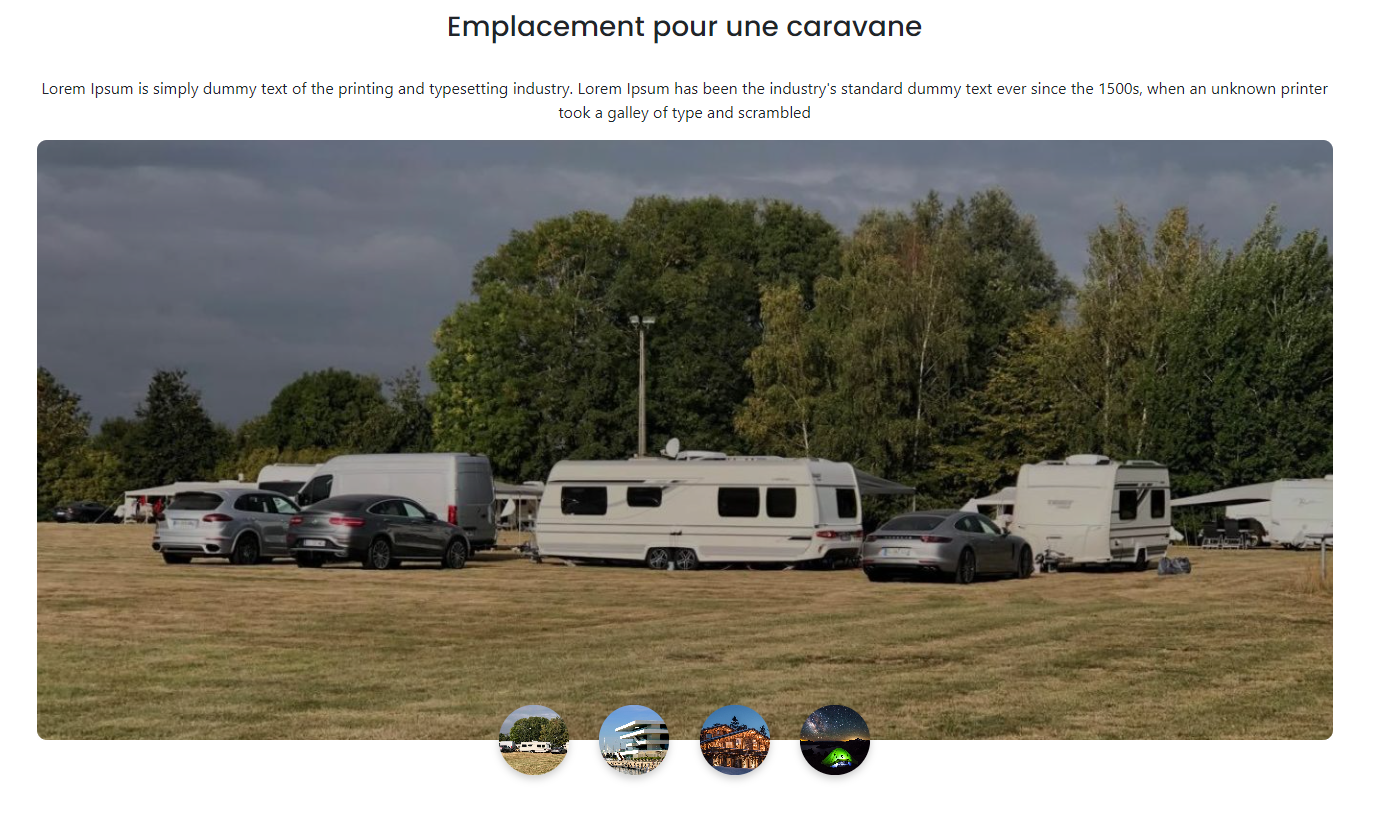 Emplacement pour une caravane
Lorem Ipsum is simply dummy text of the printing and typesetting industry. Lorem Ipsum has been the industry's standard dummy text ever since the 1500s, when an unknown printer
took a galley of type and scrambled